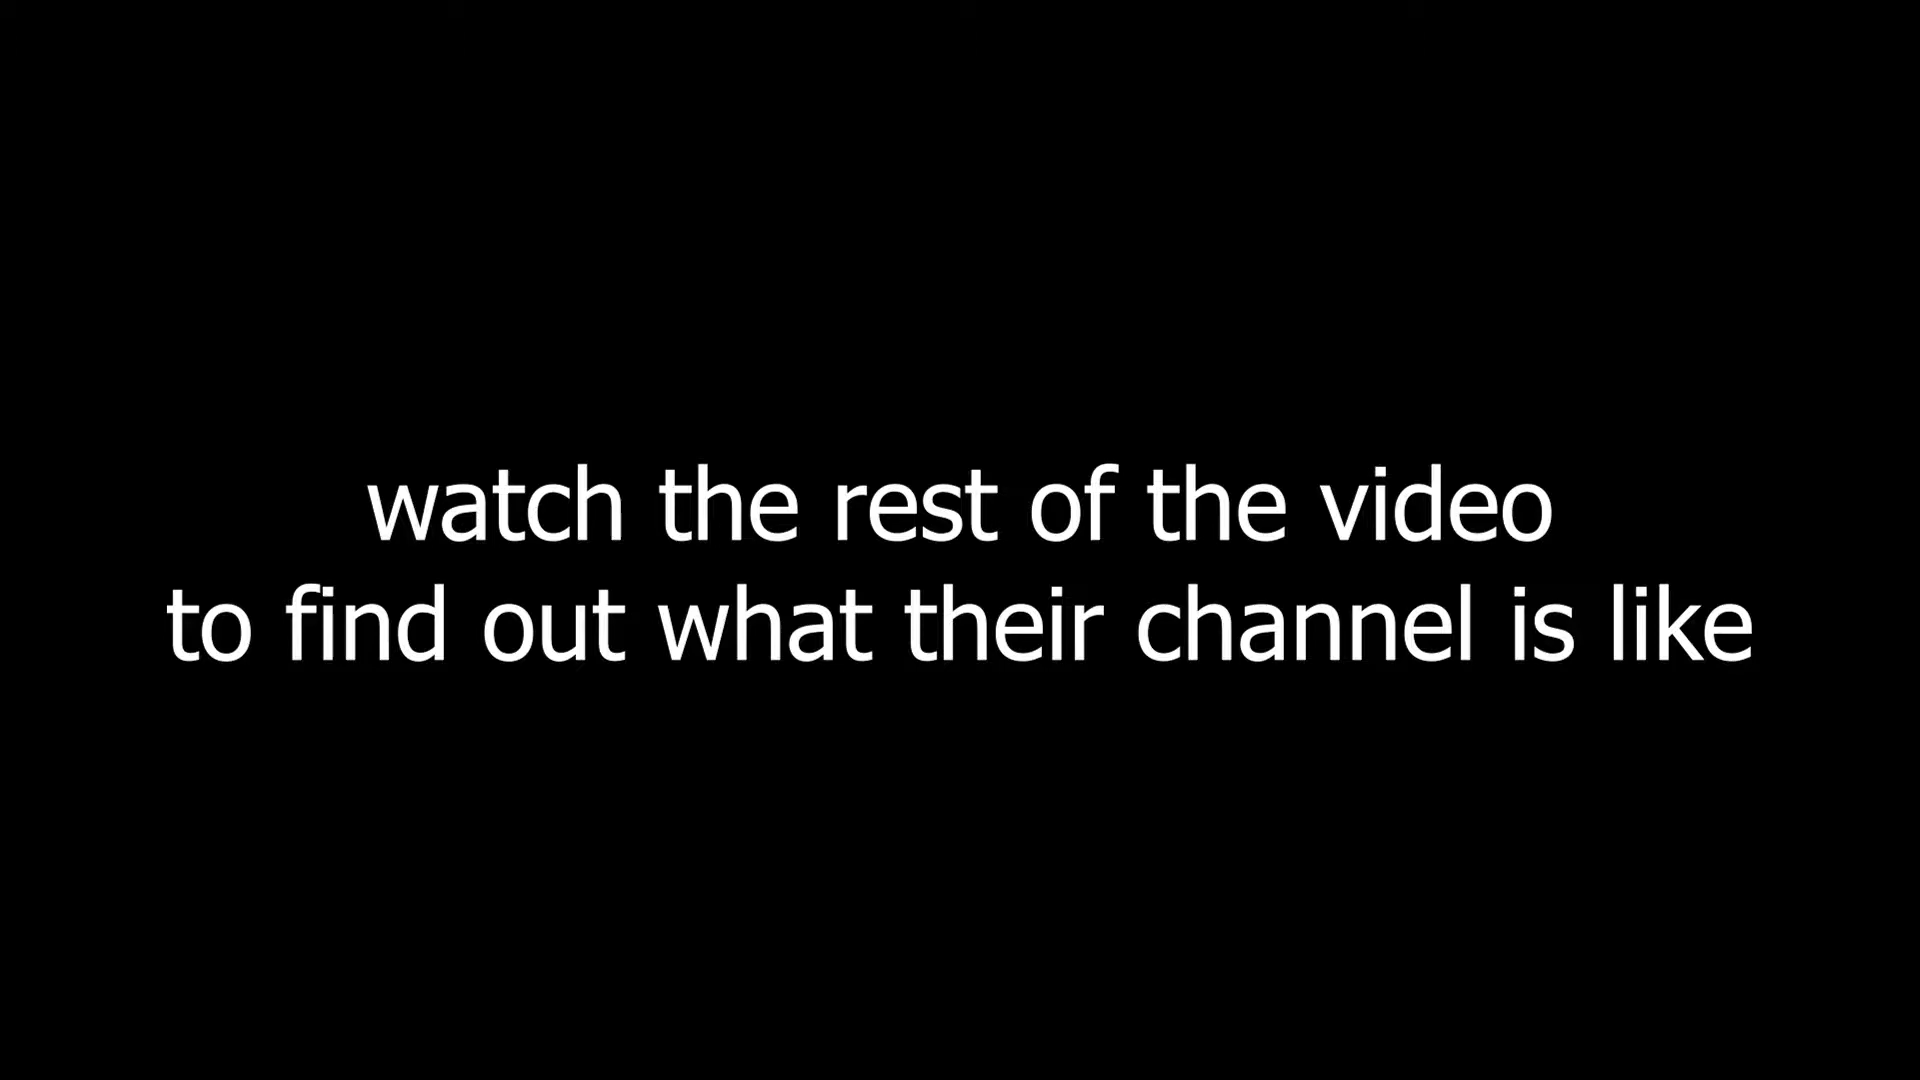 watch the rest of the video
to find out what their channel is like